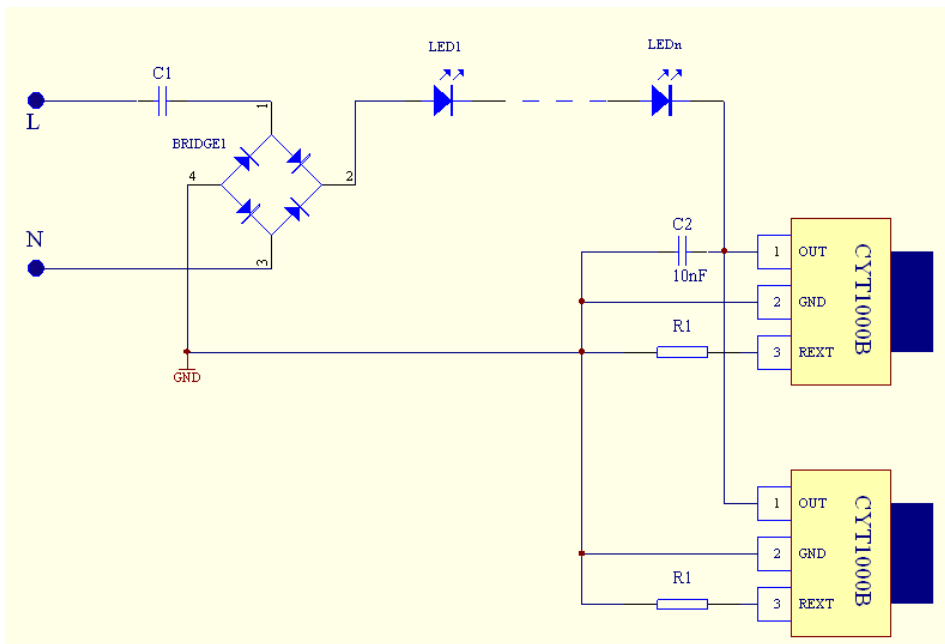 LED1
LEDn
C1
1
L
BRIDGE1
4
2
N
3
C2
10nF
1 OUT
2 GND
R1
3 REXT
CYT1000B
GND
1 OUT
2 GND
R1
3 REXT
CYT1000B